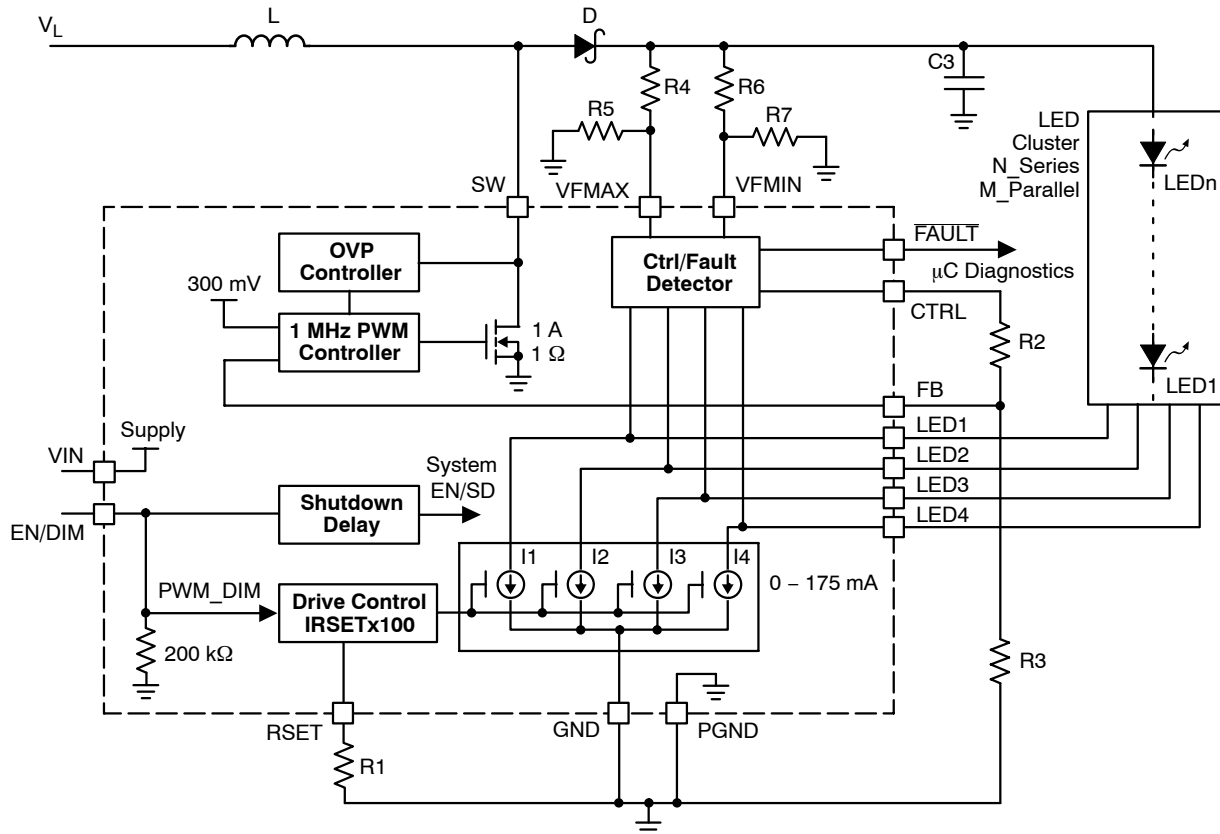 VL
L
D
R4
R6
C3
R5
R7
LED
Cluster
N_Series
M_Parallel
LEDn
LED1
SW
VFMAX
VFMIN
OVP
Controller
300 mV
1 MHz PWM
Controller
1 A
1 Ω
Ctrl/Fault
Detector
FAULT
μC Diagnostics
CTRL
R2
FB
LED1
LED2
LED3
LED4
Supply
VIN
System
EN/SD
Shutdown
Delay
EN/DIM
I1
I2
I3
I4
0 – 175 mA
PWM_DIM
Drive Control
IRSETx100
200 kΩ
R3
RSET
GND
PGND
R1